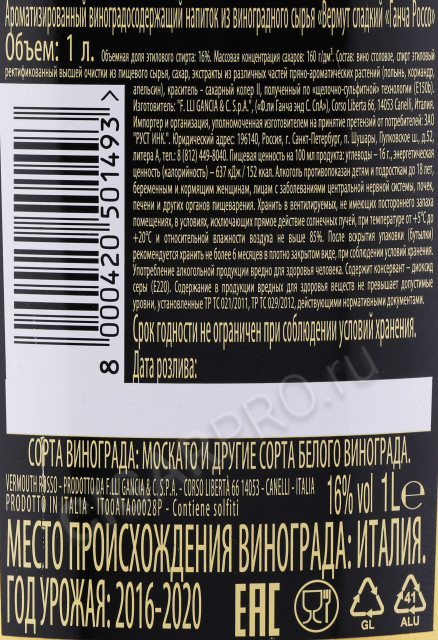 Ароматизированный виноградосодержащий напиток из виноградного сырья «Вермут сладкий «Ганча Россо»
Объем: 1 л. Объемная доля этилового спирта: 16%. Массовая концентрация сахаров: 160 г/дм³. Состав: вино столовое, спирт этиловый
ректификованный высшей очистки из пищевого сырья, сахар, экстракты из различных частей пряно-ароматических растений (полынь, кориандр,
апельсин), краситель – сахарный колер II, полученный по «щелочно-сульфитной» технологии (E150b).
Изготовитель: "F. LLI GANCIA & C. S.p.A.", («Ф.ли Ганча энд С. СпА»), Corso Liberta 66, 14053 Canelli, Италия.
Импортер и организация, уполномоченная изготовителем на принятие претензий от потребителей: ЗАО
"РУСТ ИНК.". Юридический адрес: 196140, Россия, г. Санкт-Петербург, п. Шушары, Пулковское ш., д.52,
литера А, тел.: 8 (812) 449-8040. Пищевая ценность на 100 мл продукта: углеводы – 16 г., энергетическая
ценность (калорийность) – 637 кДж / 152 ккал. Алкоголь противопоказан детям и подросткам до 18 лет,
беременным и кормящим женщинам, лицам с заболеваниями центральной нервной системы, почек,
печени и других органов пищеварения. Хранить в вентилируемых, не имеющих постороннего запаха
помещениях, в условиях, исключающих прямое действие солнечных лучей, при температуре от +5°C до
+20°C и относительной влажности воздуха не выше 85%. После вскрытия упаковки (бутылки)
рекомендуется хранить не более 6 месяцев в плотно закрытом виде, при соблюдении условий хранения.
Употребление алкогольной продукции вредно для здоровья человека. Содержит консервант – диоксид
серы (E220). Содержание в продукции вредных для здоровья веществ не превышает допустимые
уровни, установленные ТР ТС 021/2011, ТР ТС 029/2012, действующими нормативными документами.
Срок годности не ограничен при соблюдении условий хранения.
Дата розлива:
8 000420 501493 >
СОРТА ВИНОГРАДА: МОСКАТО И ДРУГИЕ СОРТА БЕЛОГО ВИНОГРАДА.
VERMOUTH ROSSO - PRODOTTO DA F.LLI GANCIA & C. S.P.A. - CORSO LIBERTÀ 66 14053 - CANELLI - ITALIA
PRODOTTO IN ITALIA - IT00ATA00028P - Contiene solfiti
16% vol 1L e
МЕСТО ПРОИСХОЖДЕНИЯ ВИНОГРАДА: ИТАЛИЯ.
ГОД УРОЖАЯ: 2016-2020
EAC
GL
41
ALU